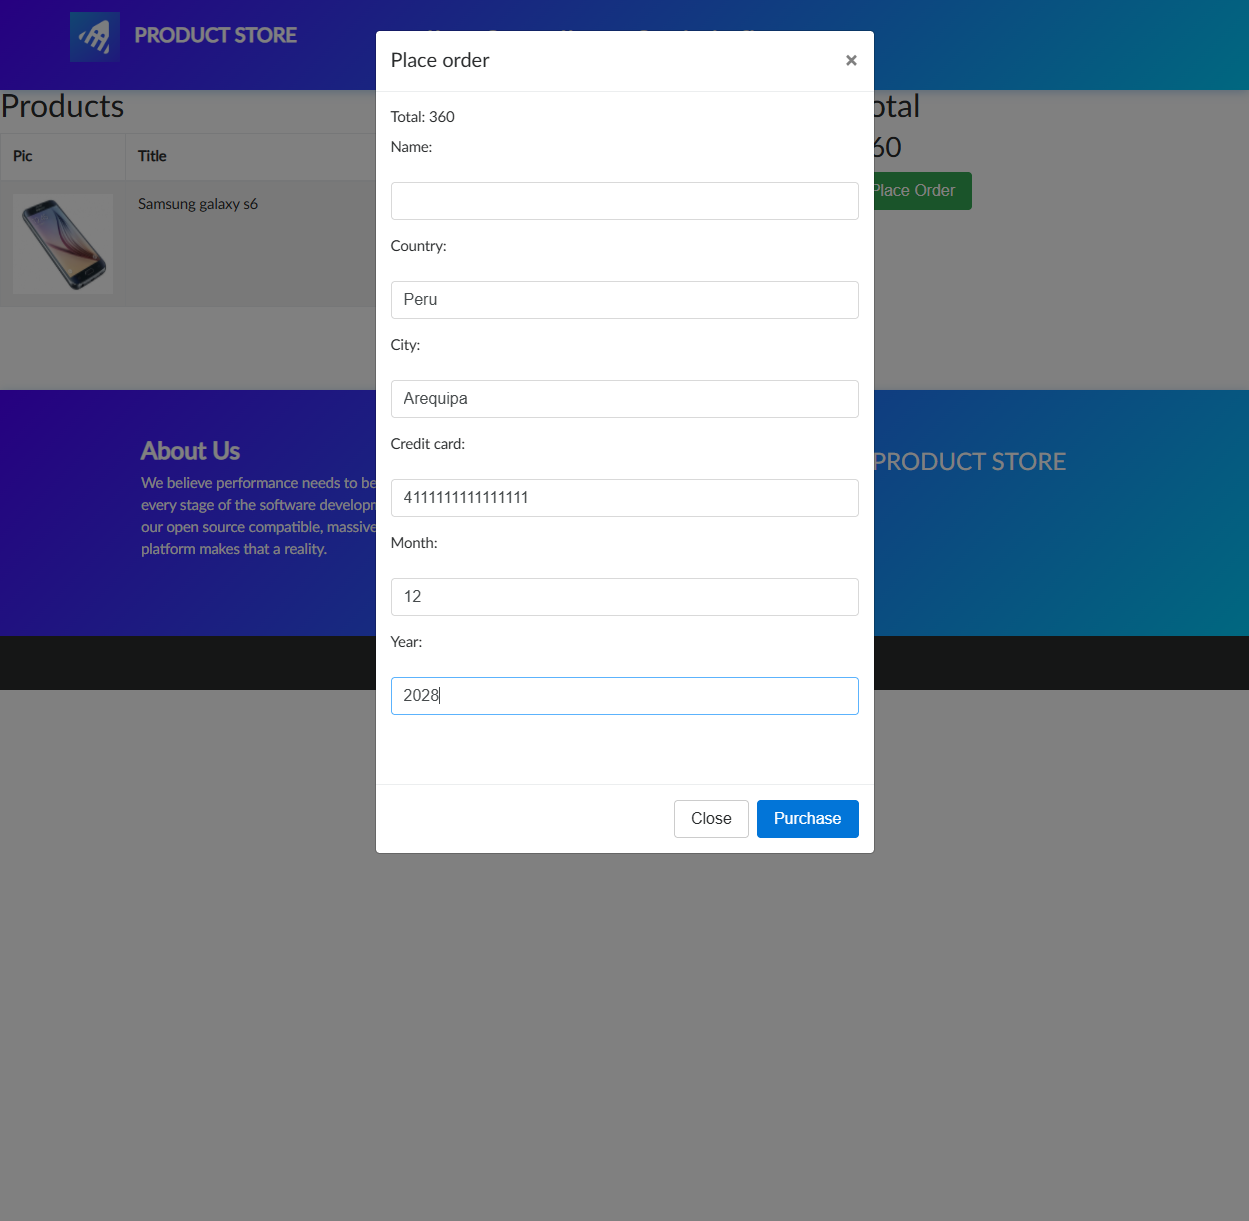 PRODUCT STORE
Place order
×
Total: 360
Name:
Country:
Peru
City:
Arequipa
Credit card:
4111111111111111
Month:
12
Year:
2028
Close
Purchase
Products
Pic
Title
Samsung galaxy s6
otal
60
Place Order
About Us
We believe performance needs to be
every stage of the software developm
our open source compatible, massive
platform makes that a reality.
PRODUCT STORE